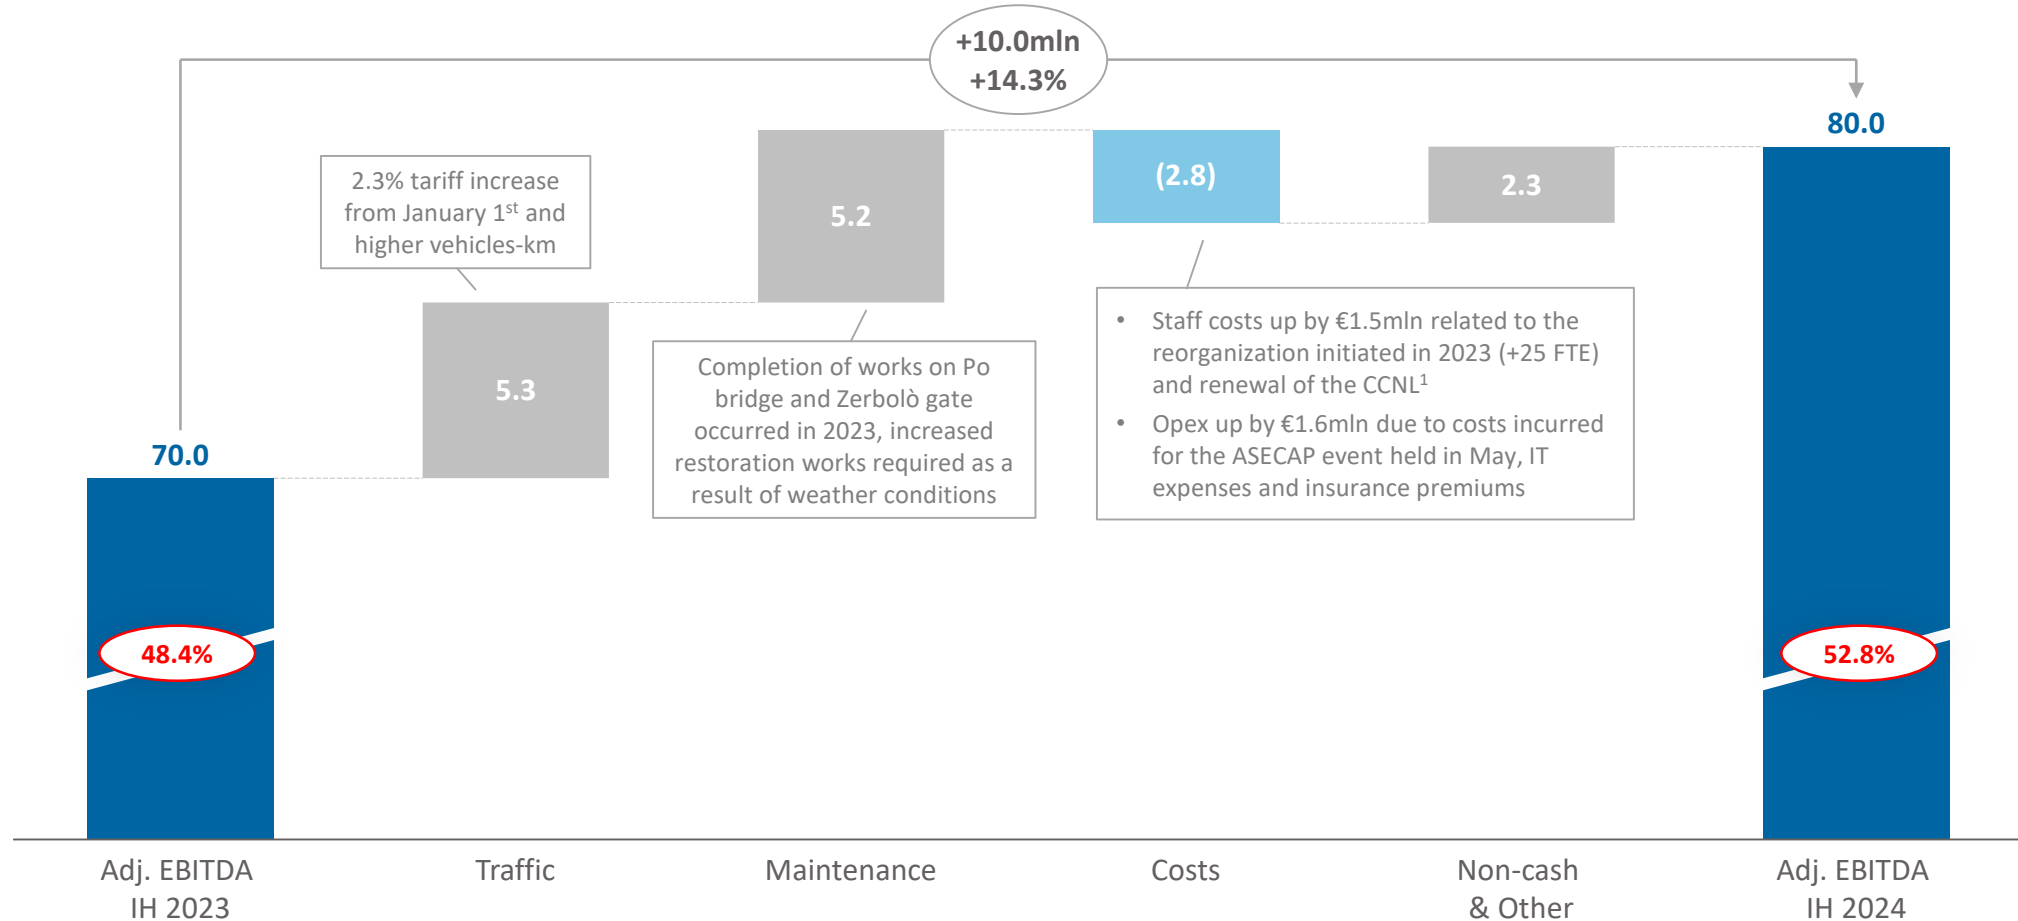 +10.0mln
+14.3%
80.0
2.3% tariff increase
from January 1st and
higher vehicles-km
5.2
(2.8)
2.3
5.3
70.0
Completion of works on Po
bridge and Zerbolò gate
occurred in 2023, increased
restoration works required as a
result of weather conditions
• Staff costs up by €1.5mln related to the
reorganization initiated in 2023 (+25 FTE)
and renewal of the CCNL1
• Opex up by €1.6mln due to costs incurred
for the ASECAP event held in May, IT
expenses and insurance premiums
48.4%
52.8%
Adj. EBITDA
IH 2023
Traffic
Maintenance
Costs
Non-cash
& Other
Adj. EBITDA
IH 2024